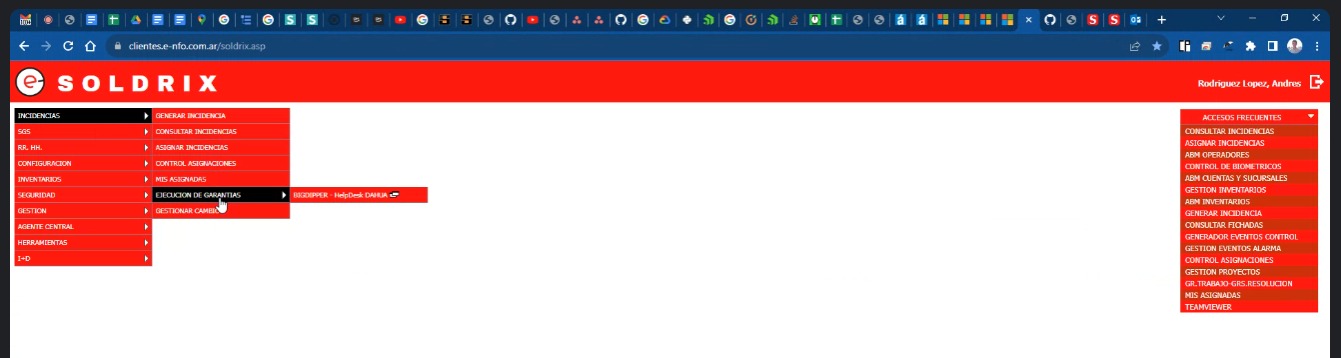 clientes.e-nfo.com.ar/soldrix.asp
e-
SOLDRIX
Rodriguez Lopez, Andres
INCIDENCIAS
SGS
RR. HH.
CONFIGURACION
INVENTARIOS
SEGURIDAD
GESTION
AGENTE CENTRAL
HERRAMIENTAS
I+D
GENERAR INCIDENCIA
CONSULTAR INCIDENCIAS
ASIGNAR INCIDENCIAS
CONTROL ASIGNACIONES
MIS ASIGNADAS
EJECUCION DE GARANTIAS
GESTIONAR CAMBIO
BIGDIPPER - HelpDesk DAHUA
ACCESOS FRECUENTES
CONSULTAR INCIDENCIAS
ASIGNAR INCIDENCIAS
ABM OPERADORES
CONTROL DE BIOMETRICOS
ABM CUENTAS Y SUCURSALES
GESTION INVENTARIOS
ABM INVENTARIOS
GENERAR INCIDENCIA
CONSULTAR FICHADAS
GENERADOR EVENTOS CONTROL
GESTION EVENTOS ALARMA
CONTROL ASIGNACIONES
GESTION PROYECTOS
GR.TRABAJO-GRS.RESOLUCION
MIS ASIGNADAS
TEAMVIEWER